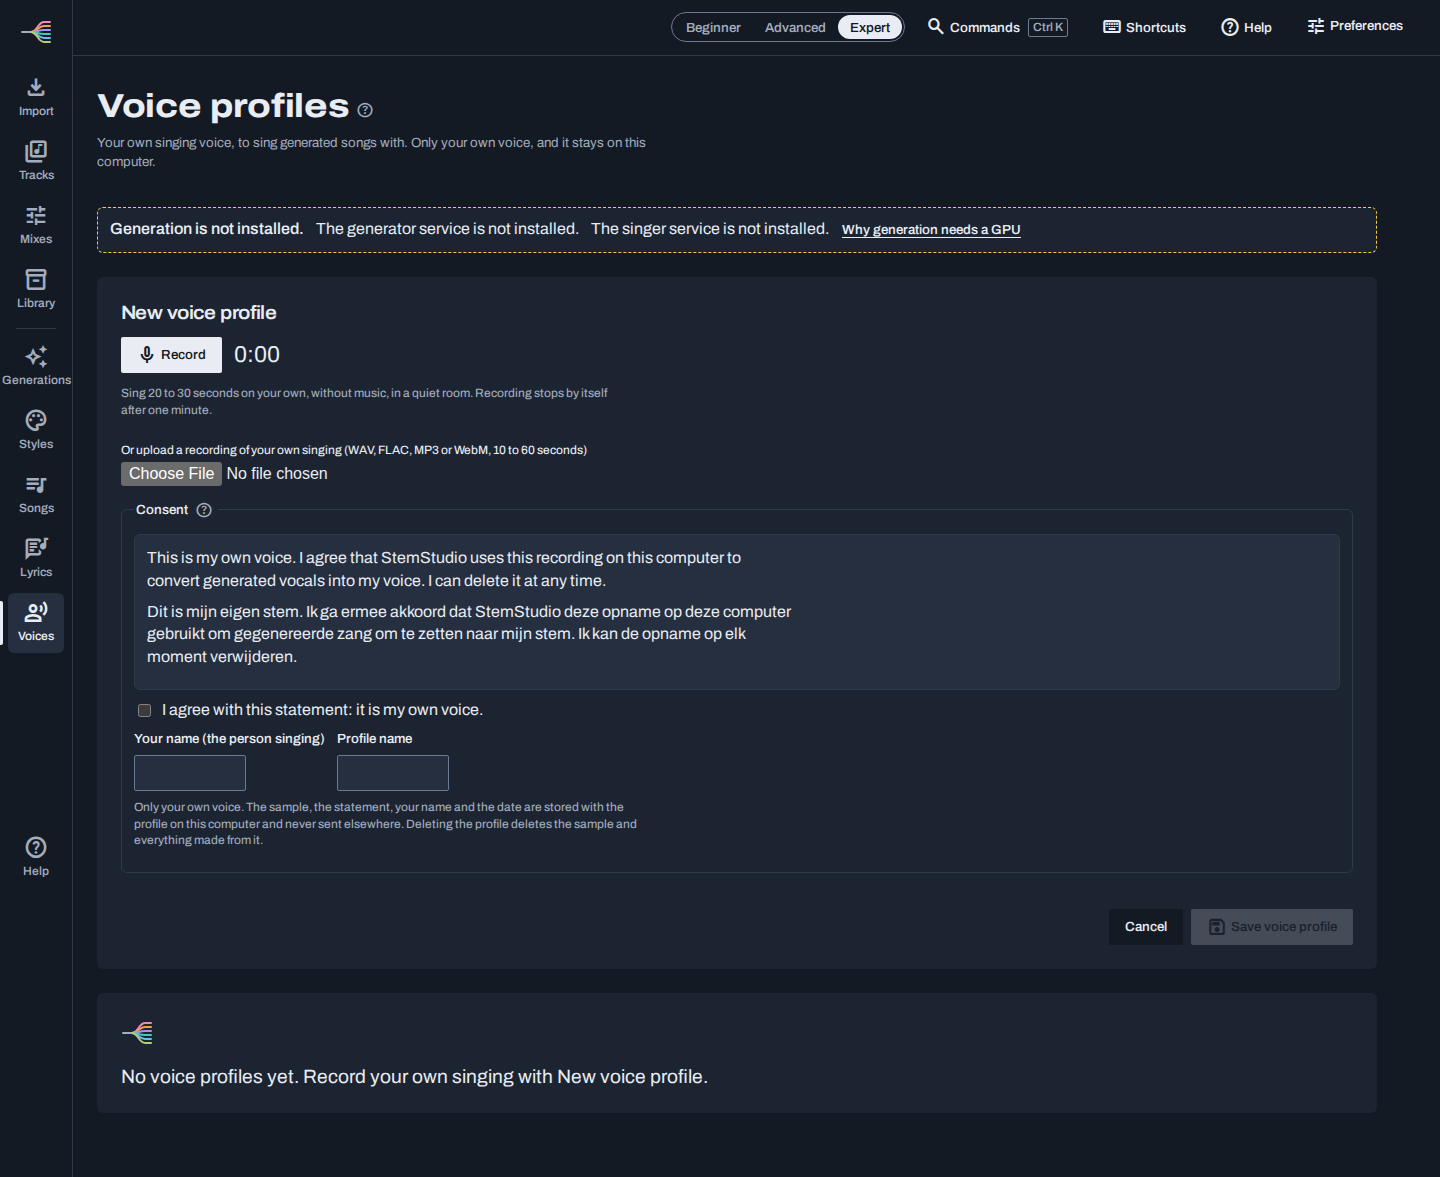 Beginner Advanced Expert Commands Ctrl K Shortcuts Help Preferences
Import
Tracks
Mixes
Library
Generations
Styles
Songs
Lyrics
Voices
Help
Voice profiles
Your own singing voice, to sing generated songs with. Only your own voice, and it stays on this
computer.
Generation is not installed. The generator service is not installed. The singer service is not installed. Why generation needs a GPU
New voice profile
Record 0:00
Sing 20 to 30 seconds on your own, without music, in a quiet room. Recording stops by itself
after one minute.
Or upload a recording of your own singing (WAV, FLAC, MP3 or WebM, 10 to 60 seconds)
Choose File No file chosen
Consent
This is my own voice. I agree that StemStudio uses this recording on this computer to
convert generated vocals into my voice. I can delete it at any time.
Dit is mijn eigen stem. Ik ga ermee akkoord dat StemStudio deze opname op deze computer
gebruikt om gegenereerde zang om te zetten naar mijn stem. Ik kan de opname op elk
moment verwijderen.
I agree with this statement: it is my own voice.
Your name (the person singing) Profile name
Only your own voice. The sample, the statement, your name and the date are stored with the
profile on this computer and never sent elsewhere. Deleting the profile deletes the sample and
everything made from it.
Cancel Save voice profile
No voice profiles yet. Record your own singing with New voice profile.